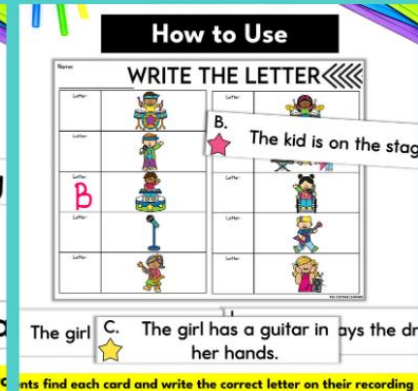 How to Use
Name:
WRITE THE LETTER
Letter:
Letter:
B.
The kid is on the stag
Letter:
Letter:
B
Letter:
Letter:
Letter:
Letter:
Letter:
The girl
C.
The girl has a guitar in
her hands.
ays the dr
ents find each card and write the correct letter on their recording